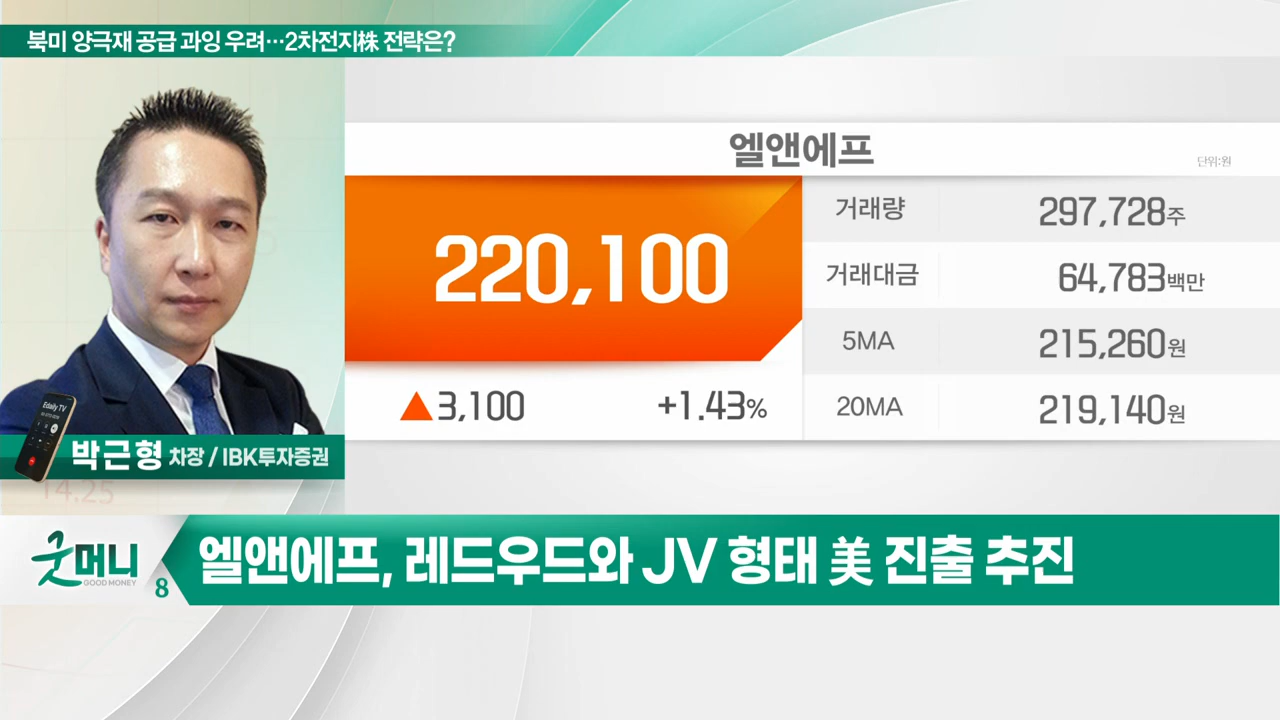 북미 양극재 공급 과잉 우려…2차전지株 전략은?
엘앤에프
단위:원
220,100
▲3,100 +1.43%
거래량 297,728주
거래대금 64,783백만
5MA 215,260원
20MA 219,140원
Edaily TV
박근형 차장 / IBK투자증권
14.25
굿머니
GOOD MONEY
8
엘앤에프, 레드우드와 JV 형태 美 진출 추진